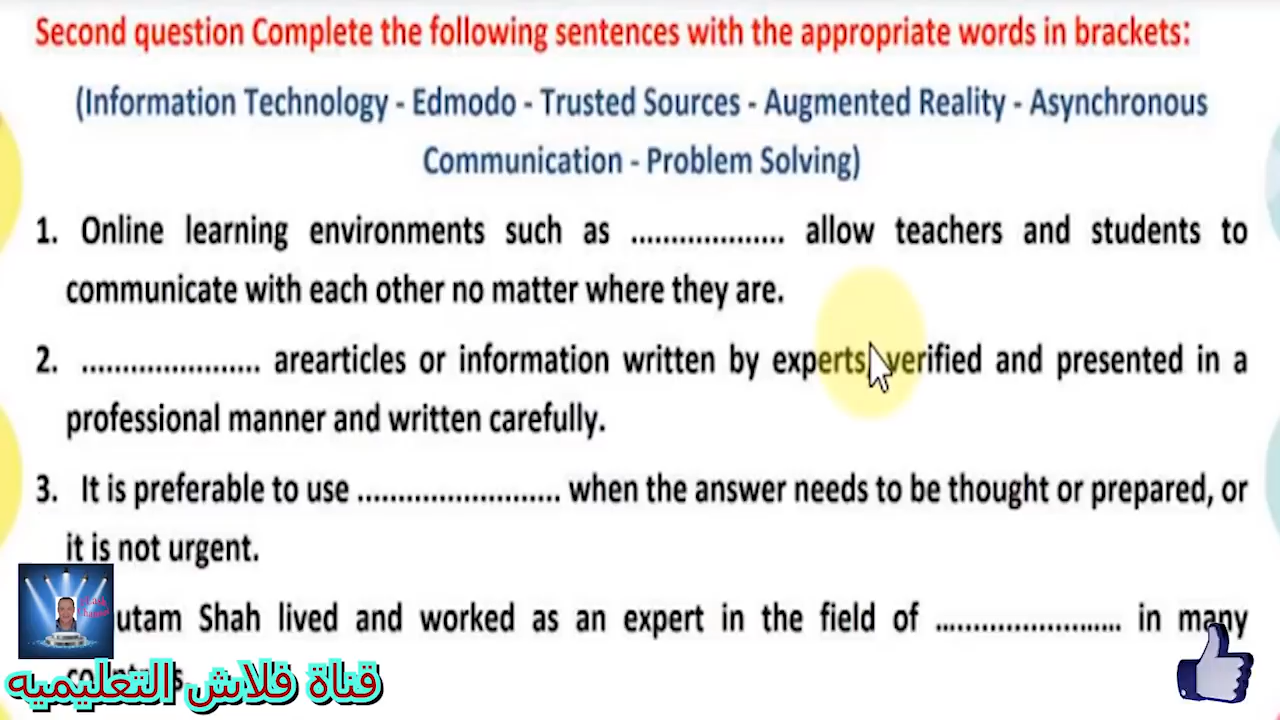 Second question Complete the following sentences with the appropriate words in brackets:
(Information Technology - Edmodo - Trusted Sources - Augmented Reality - Asynchronous
Communication - Problem Solving)
1. Online learning environments such as ................... allow teachers and students to
communicate with each other no matter where they are.
2. ...................... arearticles or information written by experts verified and presented in a
professional manner and written carefully.
3. It is preferable to use ......................... when the answer needs to be thought or prepared, or
it is not urgent.
Shah lived and worked as an expert in the field of ....................... in many
قناة فلاش التعليميه